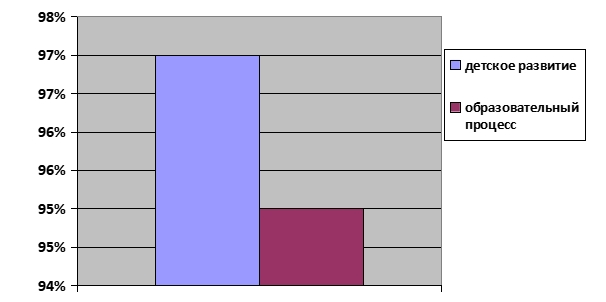 98%
97%
97%
96%
96%
95%
95%
94%
детское развитие
образовательный
процесс